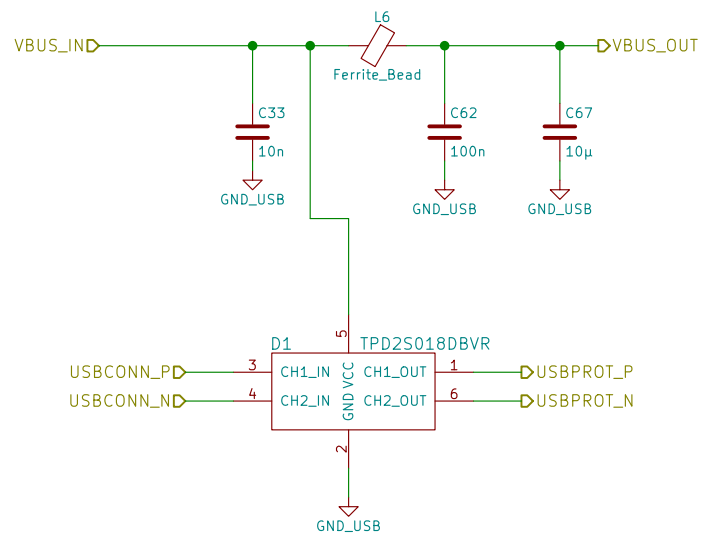 L6
VBUS_IN
VBUS_OUT
Ferrite_Bead
C33
C62
C67
10n
100n
10µ
GND_USB
GND_USB
GND_USB
5
D1
TPD2S018DBVR
USBCONN_P
3
CH1_IN
VCC
CH1_OUT
1
USBPROT_P
USBCONN_N
4
CH2_IN
GND
CH2_OUT
6
USBPROT_N
2
GND_USB